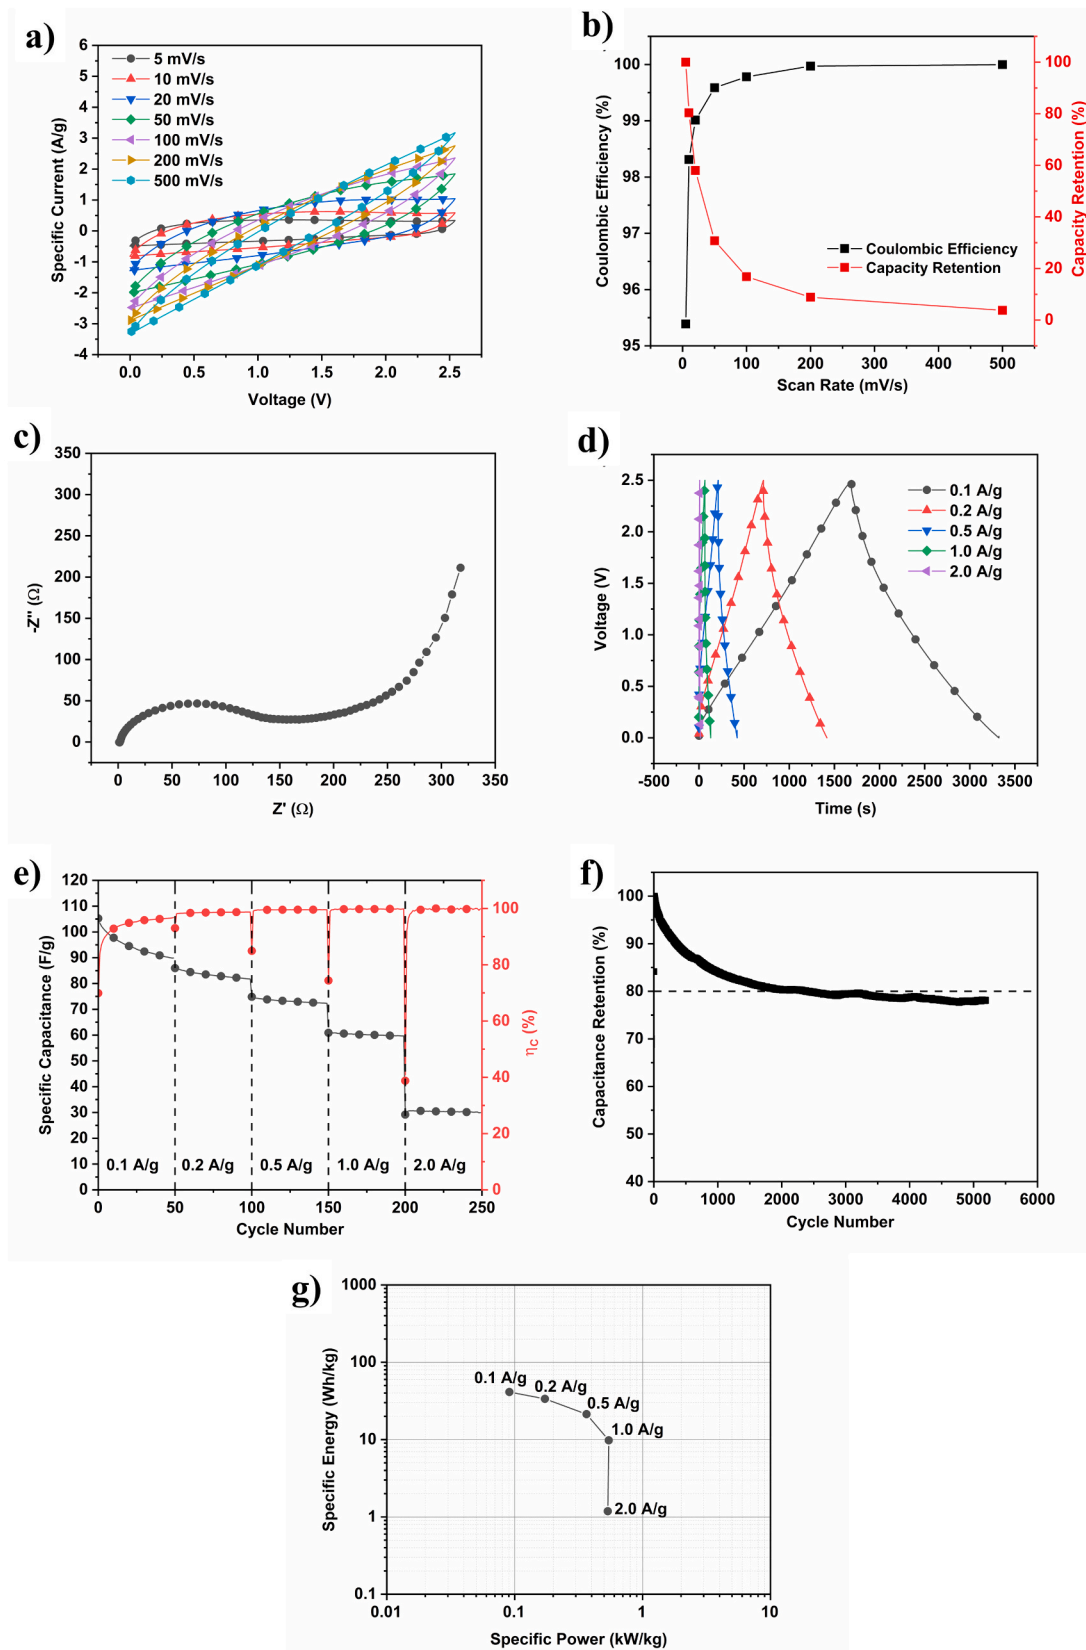 a)
6
5
4
3
2
1
0
-1
-2
-3
-4
Specific Current (A/g)
5 mV/s
10 mV/s
20 mV/s
50 mV/s
100 mV/s
200 mV/s
500 mV/s
0.0 0.5 1.0 1.5 2.0 2.5
Voltage (V)
b)
100
99
98
97
96
95
Coulombic Efficiency (%)
Coulombic Efficiency
Capacity Retention
100
80
60
40
20
0
Capacity Retention (%)
0 100 200 300 400 500
Scan Rate (mV/s)
c)
350
300
250
200
150
100
50
0
-Z'' (Ω)
0 50 100 150 200 250 300 350
Z' (Ω)
d)
2.5
2.0
1.5
1.0
0.5
0.0
Voltage (V)
0.1 A/g
0.2 A/g
0.5 A/g
1.0 A/g
2.0 A/g
-500 0 500 1000 1500 2000 2500 3000 3500
Time (s)
e)
120
110
100
90
80
70
60
50
40
30
20
10
0
Specific Capacitance (F/g)
0.1 A/g 0.2 A/g 0.5 A/g 1.0 A/g 2.0 A/g
100
80
60
40
20
0
ηc (%)
0 50 100 150 200 250
Cycle Number
f)
100
90
80
70
60
50
40
Capacitance Retention (%)
0 1000 2000 3000 4000 5000 6000
Cycle Number
g)
1000
100
10
1
0.1
Specific Energy (Wh/kg)
0.1 A/g
0.2 A/g
0.5 A/g
1.0 A/g
2.0 A/g
0.01 0.1 1 10
Specific Power (kW/kg)